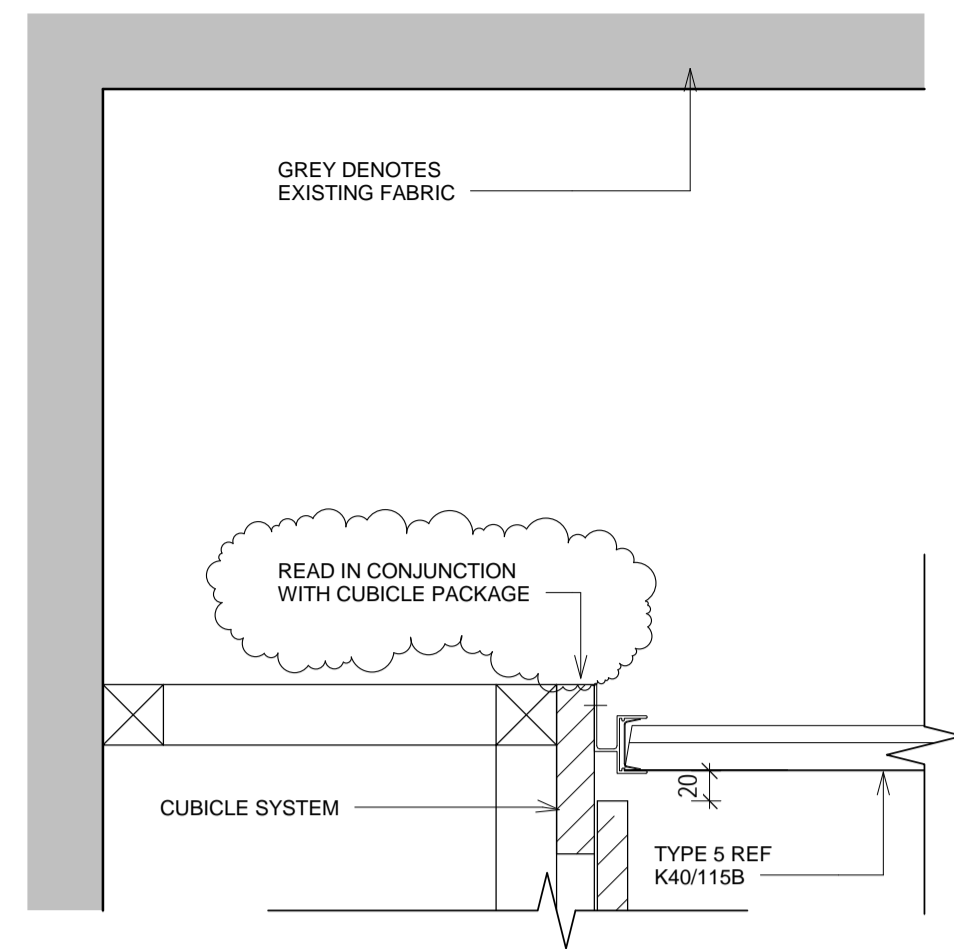 GREY DENOTES
EXISTING FABRIC
READ IN CONJUNCTION
WITH CUBICLE PACKAGE
CUBICLE SYSTEM
20
TYPE 5 REF
K40/115B